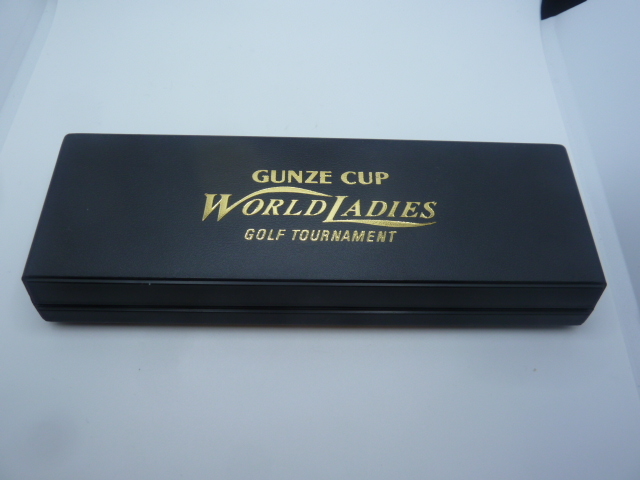 GUNZE CUP
WORLD LADIES
GOLF TOURNAMENT